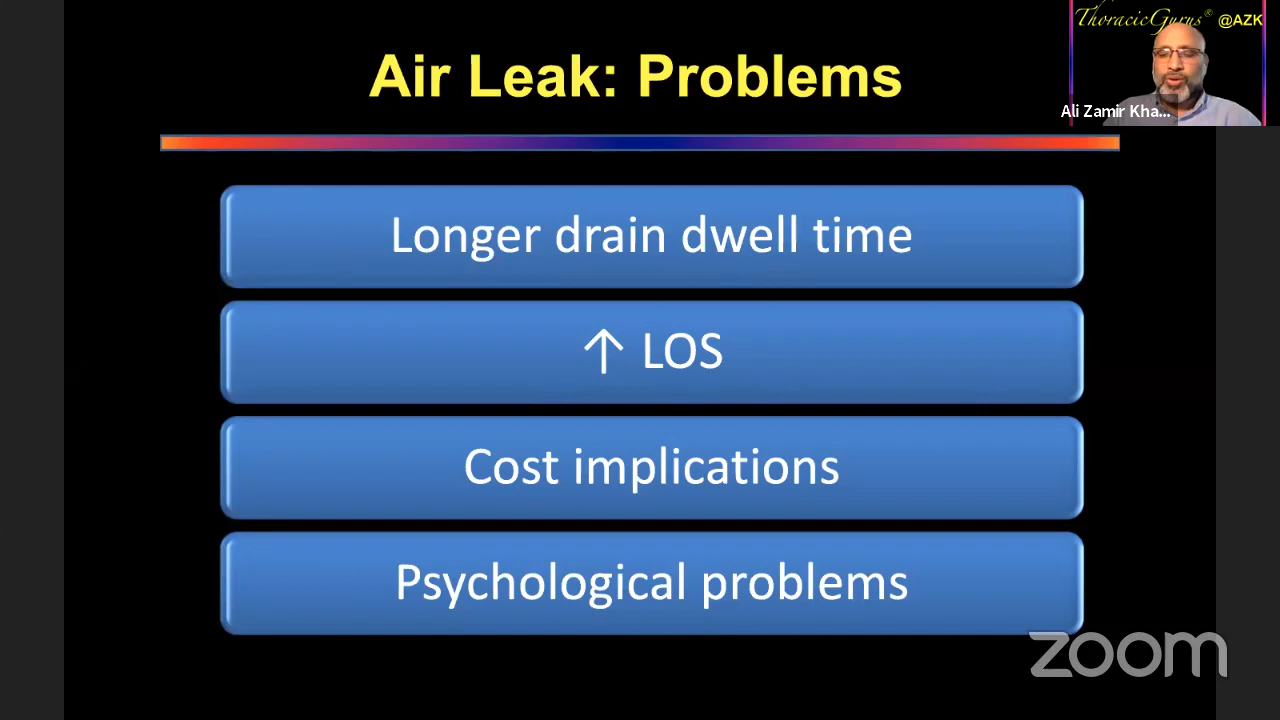 ThoracicGurus® @AZK
Air Leak: Problems
Ali Zamir Kha...
Longer drain dwell time
↑ LOS
Cost implications
Psychological problems
zoom